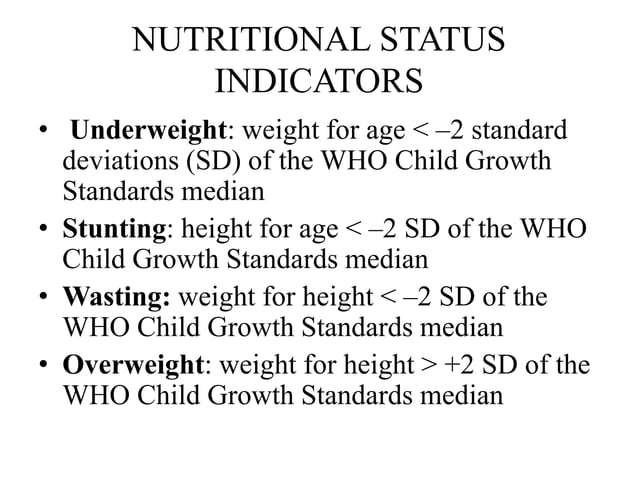 NUTRITIONAL STATUS
INDICATORS
• Underweight: weight for age < –2 standard
deviations (SD) of the WHO Child Growth
Standards median
• Stunting: height for age < –2 SD of the WHO
Child Growth Standards median
• Wasting: weight for height < –2 SD of the
WHO Child Growth Standards median
• Overweight: weight for height > +2 SD of the
WHO Child Growth Standards median